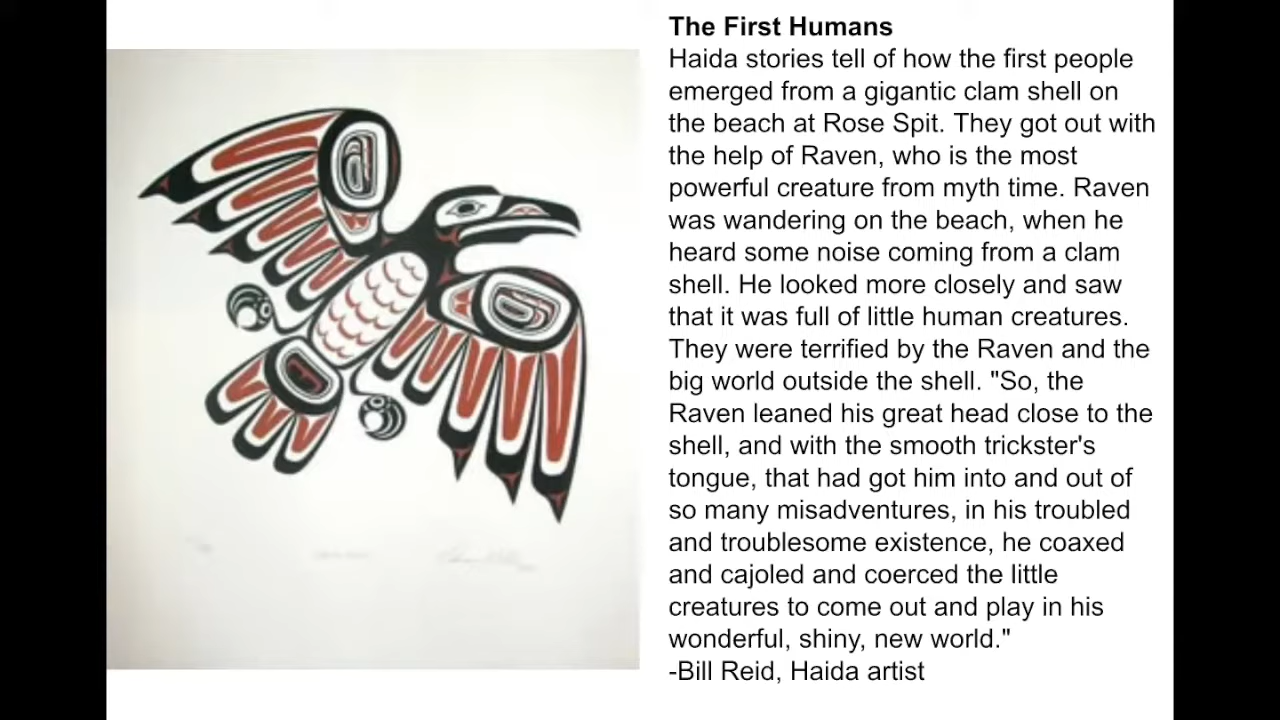 The First Humans
Haida stories tell of how the first people
emerged from a gigantic clam shell on
the beach at Rose Spit. They got out with
the help of Raven, who is the most
powerful creature from myth time. Raven
was wandering on the beach, when he
heard some noise coming from a clam
shell. He looked more closely and saw
that it was full of little human creatures.
They were terrified by the Raven and the
big world outside the shell. "So, the
Raven leaned his great head close to the
shell, and with the smooth trickster's
tongue, that had got him into and out of
so many misadventures, in his troubled
and troublesome existence, he coaxed
and cajoled and coerced the little
creatures to come out and play in his
wonderful, shiny, new world."
-Bill Reid, Haida artist